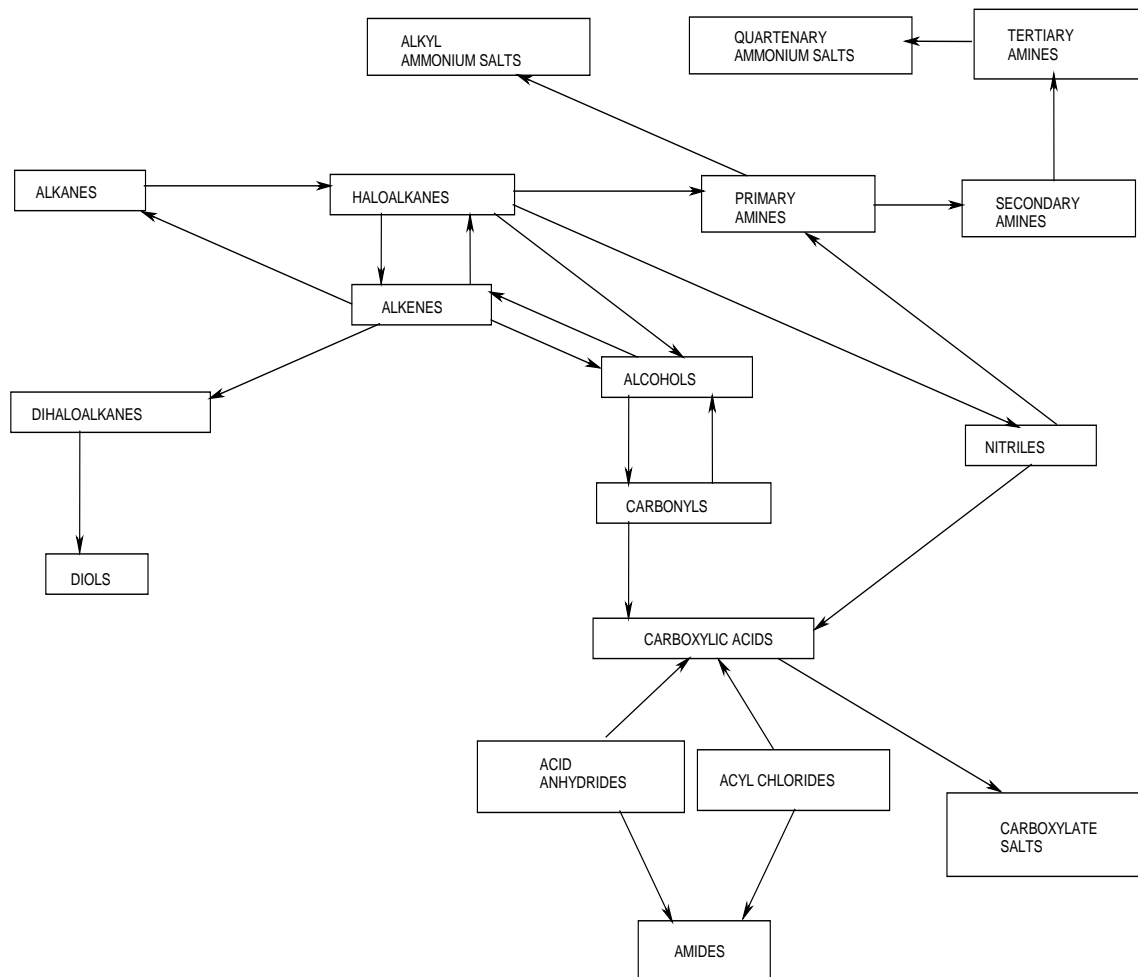 ALKYL
AMMONIUM SALTS
QUARTENARY
AMMONIUM SALTS
TERTIARY
AMINES
ALKANES
HALOALKANES
PRIMARY
AMINES
SECONDARY
AMINES
ALKENES
ALCOHOLS
DIHALOALKANES
NITRILES
CARBONYLS
DIOLS
CARBOXYLIC ACIDS
ACID
ANHYDRIDES
ACYL CHLORIDES
CARBOXYLATE
SALTS
AMIDES